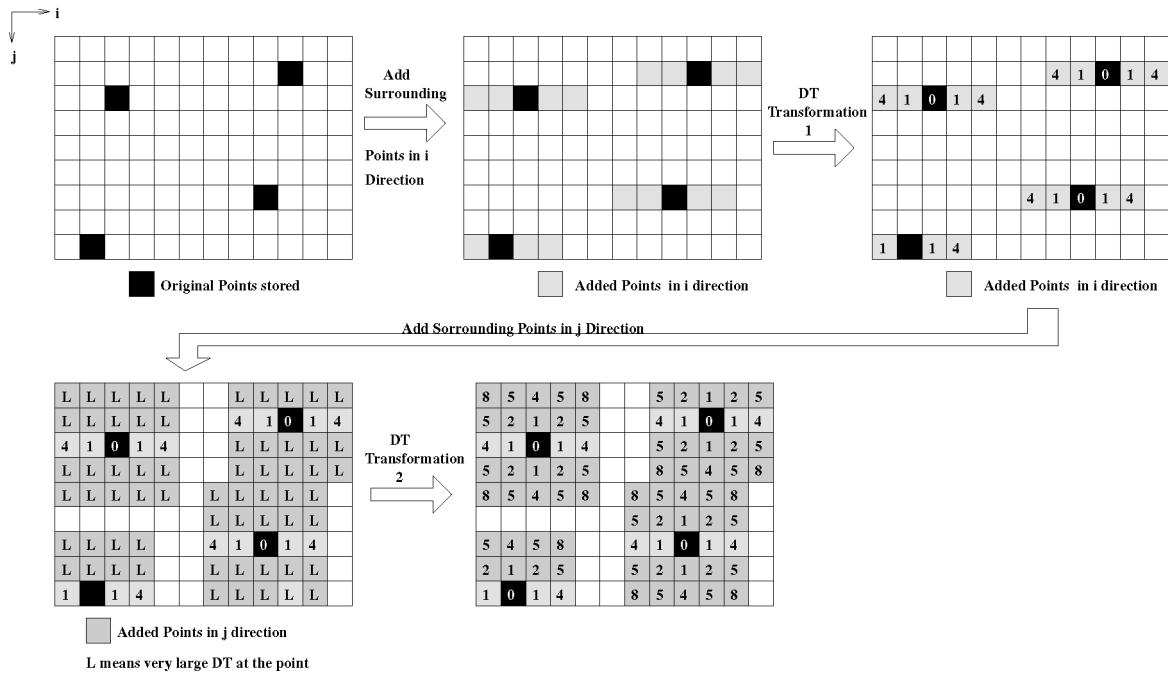 i
j
Add
Surrounding
Points in i
Direction
DT
Transformation
1
4 1 0 1 4
4 1 0 1 4
4 1 0 1 4
1 1 4
Original Points stored
Added Points in i direction
Added Points in i direction
Add Sorrounding Points in j Direction
L L L L L L L L L L
L L L L L 4 1 0 1 4
4 1 0 1 4 L L L L L
L L L L L L L L L L
L L L L L L L L L L
L L L L L
L L L L 4 1 0 1 4
L L L L L L L L L
1 1 4 L L L L L
DT
Transformation
2
8 5 4 5 8 5 2 1 2 5
5 2 1 2 5 4 1 0 1 4
4 1 0 1 4 5 2 1 2 5
5 2 1 2 5 8 5 4 5 8
8 5 4 5 8 8 5 4 5 8
5 2 1 2 5
5 4 5 8 4 1 0 1 4
2 1 2 5 5 2 1 2 5
1 0 1 4 8 5 4 5 8
Added Points in j direction
L means very large DT at the point